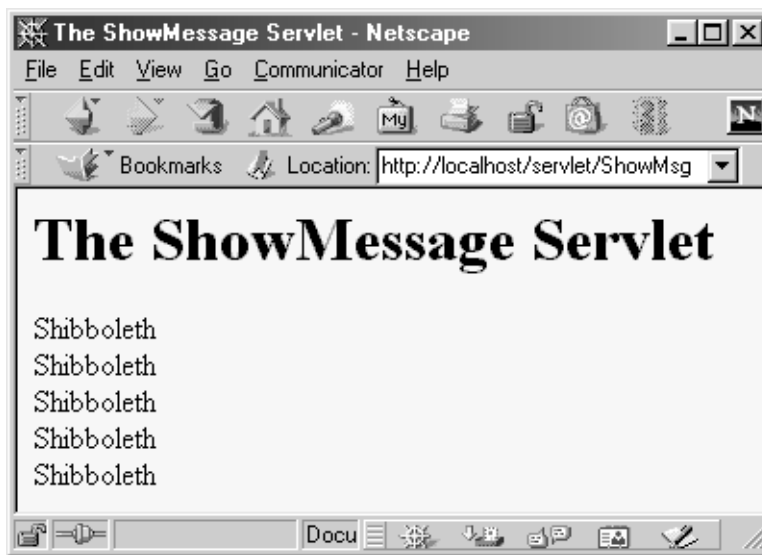 The ShowMessage Servlet - Netscape
File Edit View Go Communicator Help
My N
Bookmarks Location: http://localhost/servlet/ShowMsg
The ShowMessage Servlet
Shibboleth
Shibboleth
Shibboleth
Shibboleth
Shibboleth
Docu